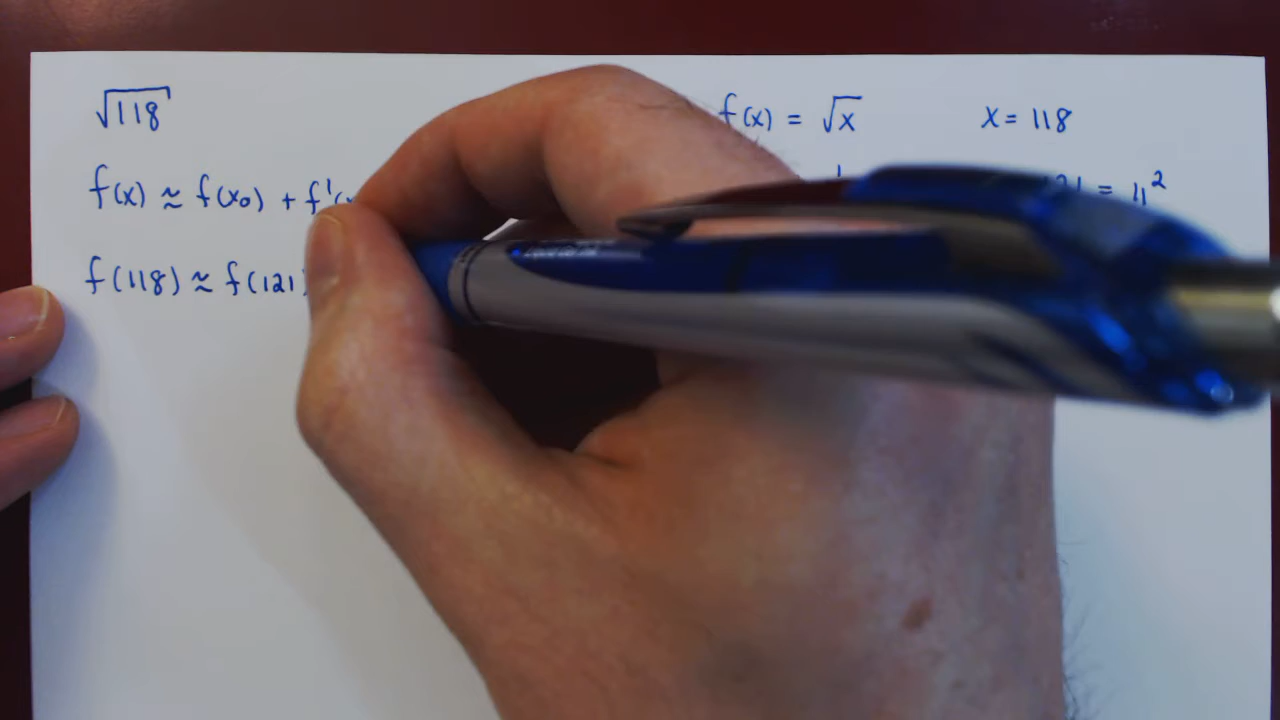 √118 f(x) = √x x = 118
f(x) ≈ f(x₀) + f'( = 11²
f(118) ≈ f(121)